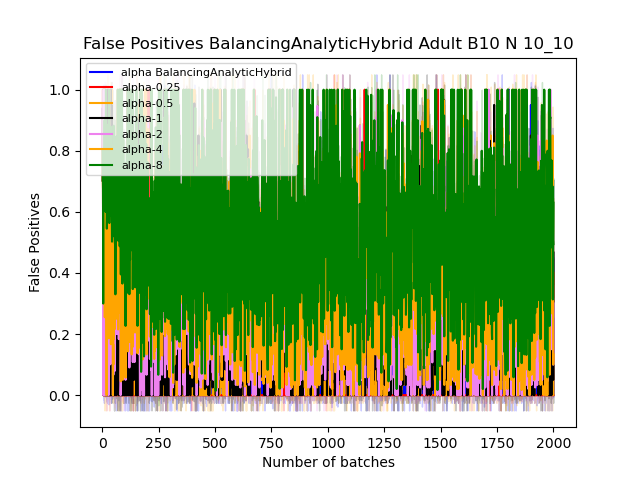 False Positives BalancingAnalyticHybrid Adult B10 N 10_10
alpha BalancingAnalyticHybrid
alpha-0.25
alpha-0.5
alpha-1
alpha-2
alpha-4
alpha-8
False Positives
1.0
0.8
0.6
0.4
0.2
0.0
0 250 500 750 1000 1250 1500 1750 2000
Number of batches